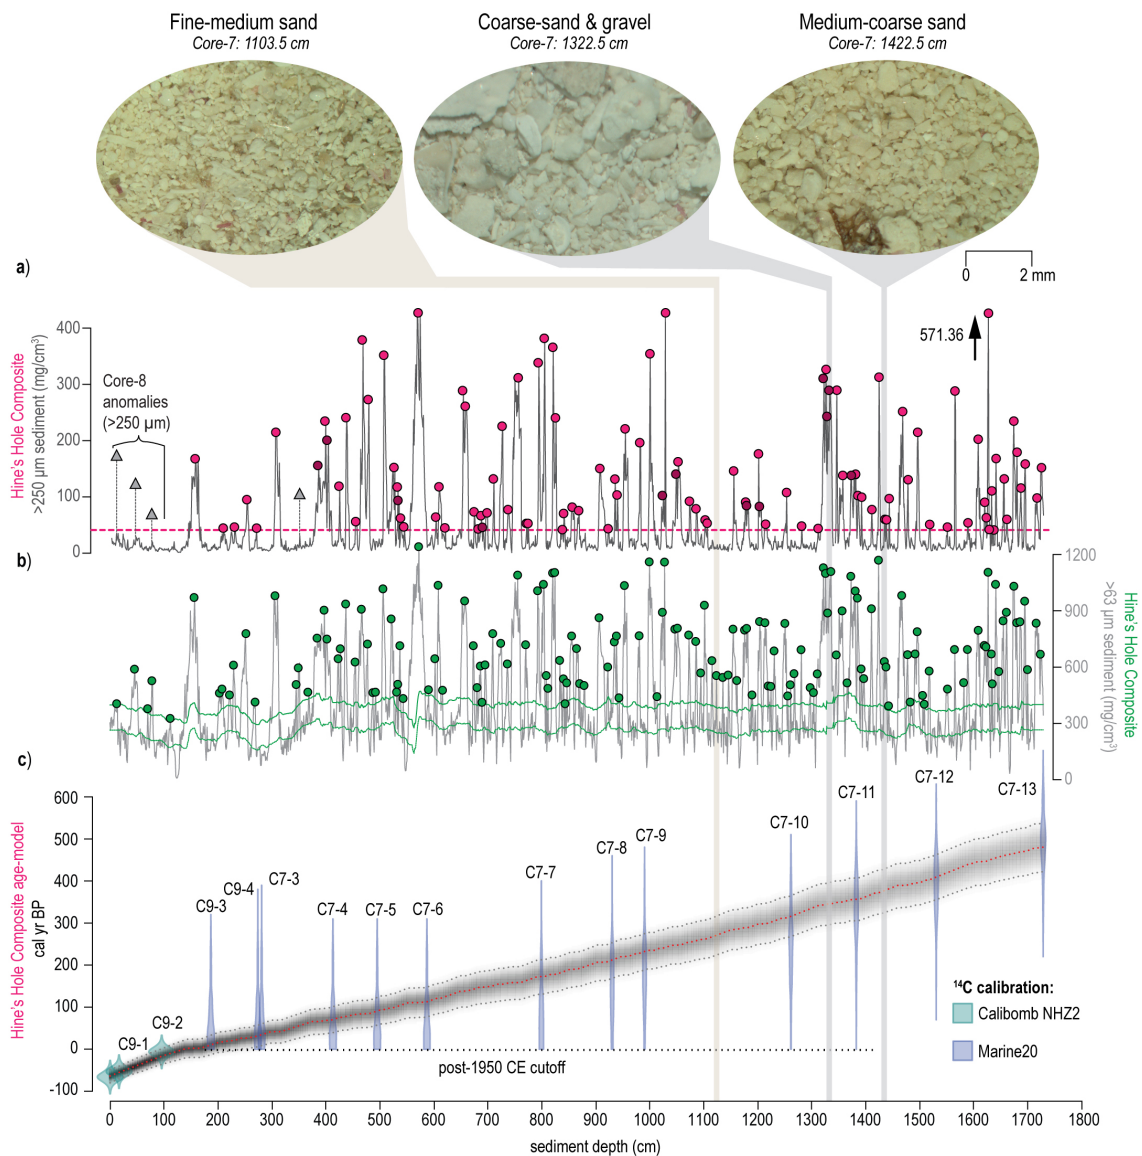 Fine-medium sand
Core-7: 1103.5 cm
Coarse-sand & gravel
Core-7: 1322.5 cm
Medium-coarse sand
Core-7: 1422.5 cm
0 2 mm
a)
Hine's Hole Composite
>250 µm sediment (mg/cm³)
400
300
200
100
0
Core-8
anomalies
(>250 µm)
571.36
b)
1200
900
600
300
0
Hine's Hole Composite
>63 µm sediment (mg/cm³)
c)
Hine's Hole Composite age-model
cal yr BP
600
500
400
300
200
100
0
-100
C9-1
C9-2
C9-3
C9-4
C7-3
C7-4
C7-5
C7-6
C7-7
C7-8
C7-9
C7-10
C7-11
C7-12
C7-13
post-1950 CE cutoff
¹⁴C calibration:
Calibomb NHZ2
Marine20
0 100 200 300 400 500 600 700 800 900 1000 1100 1200 1300 1400 1500 1600 1700 1800
sediment depth (cm)